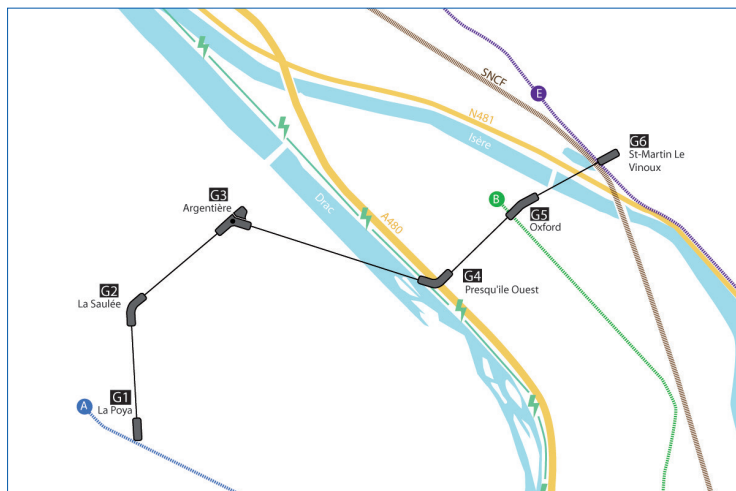 SNCF
E
N481
Isère
G6
St-Martin Le
Vinoux
G3
Argentière
B
G5
Oxford
Drac
A480
G4
Presqu'ile Ouest
G2
La Saulée
G1
La Poya
A